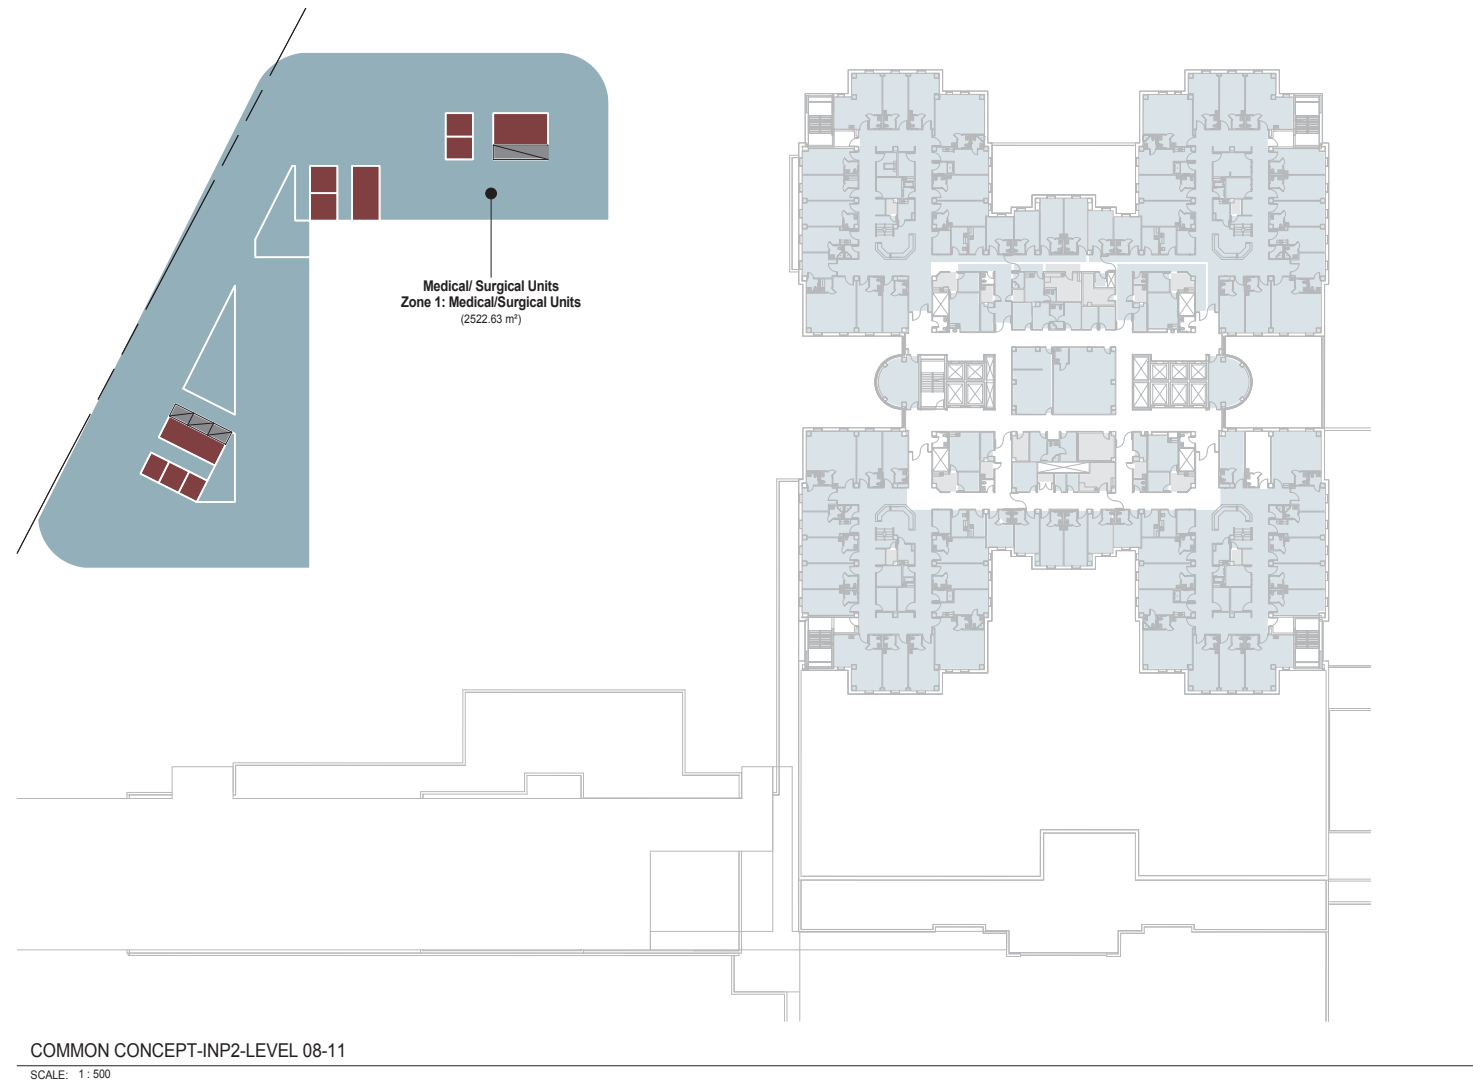 Medical/ Surgical Units
Zone 1: Medical/Surgical Units
(2522.63 m²)
COMMON CONCEPT-INP2-LEVEL 08-11
SCALE: 1 : 500